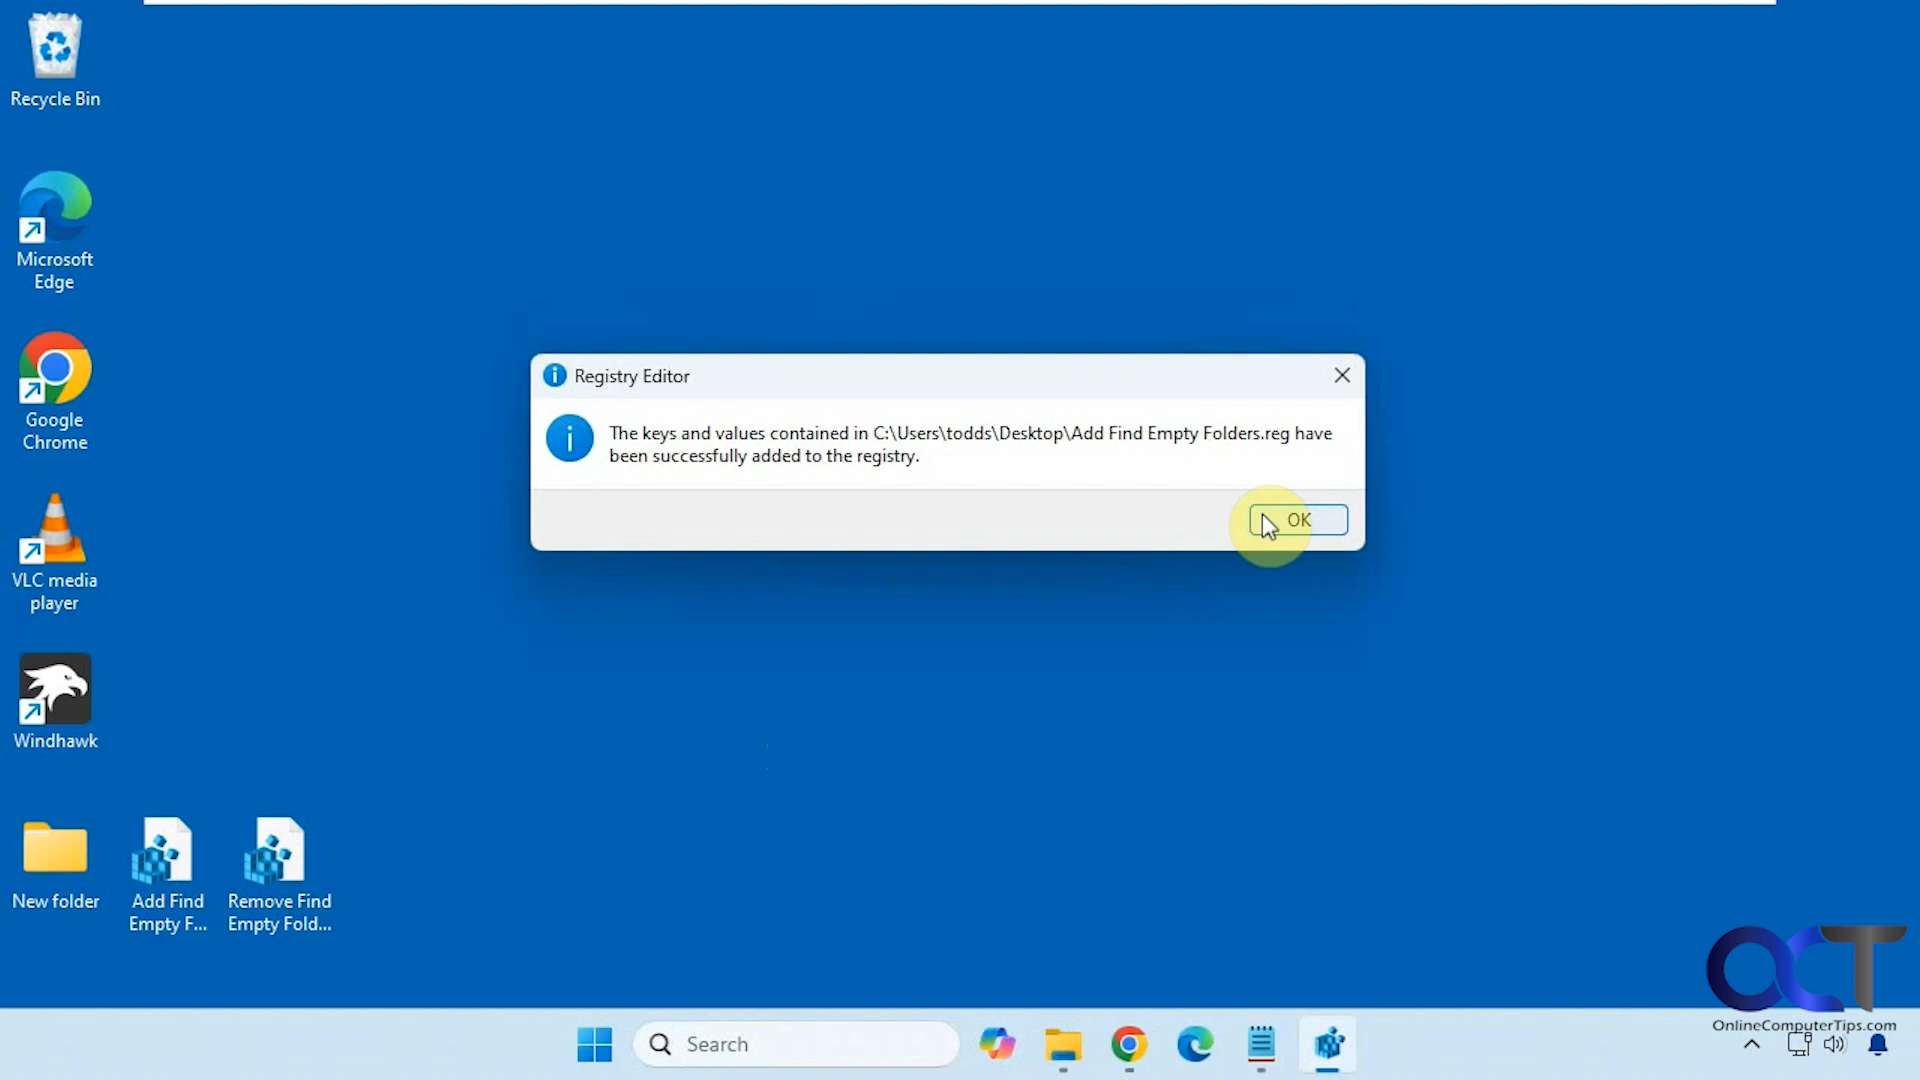 Recycle Bin
Microsoft
Edge
Google
Chrome
VLC media
player
Windhawk
New folder
Add Find
Empty F...
Remove Find
Empty Fold...
Registry Editor
The keys and values contained in C:\Users\todds\Desktop\Add Find Empty Folders.reg have
been successfully added to the registry.
OK
Search
OCT
OnlineComputerTips.com